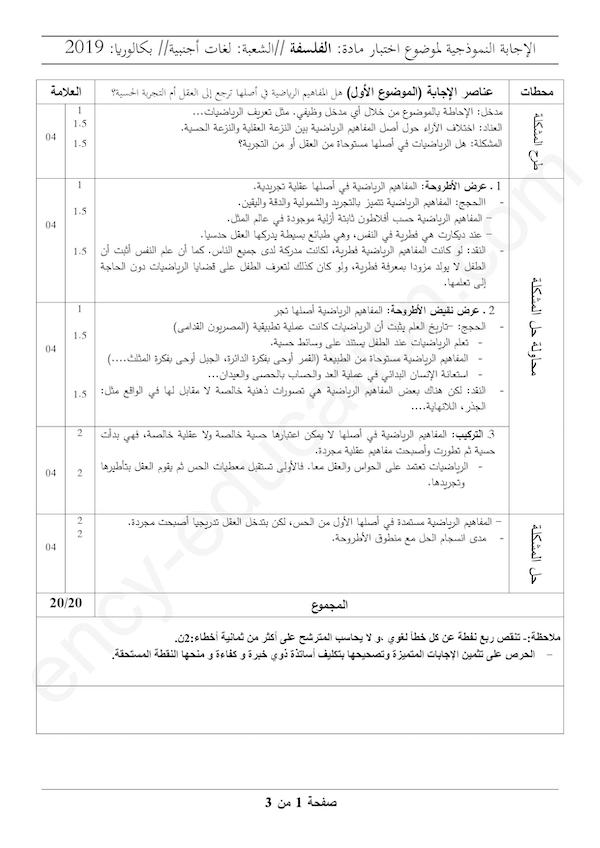 الإجابة النموذجية لموضوع اختبار مادة: الفلسفة //الشعبة: لغات أجنبية// بكالوريا: 2019
محطات
عناصر الإجابة (الموضوع الأول) هل المفاهيم الرياضية في أصلها ترجع إلى العقل أم التجربة الحسية؟
العلامة
طرح المشكلة
مدخل: الإحاطة بالموضوع من خلال أي مدخل وظيفي. مثل تعريف الرياضيات...
العناد: اختلاف الآراء حول أصل المفاهيم الرياضية بين النزعة العقلية والنزعة الحسية.
المشكلة: هل الرياضيات في أصلها مستوحاة من العقل أو من التجربة؟
1
1.5
1.5
04
محاولة حل المشكلة
1. عرض الأطروحة: المفاهيم الرياضية في أصلها عقلية تجريدية.
- االحجج: المفاهيم الرياضية تتميز بالتجريد والشمولية والدقة واليقين.
– المفاهيم الرياضية حسب أفلاطون ثابتة أزلية موجودة في عالم المثل.
– عند ديكارت هي فطرية في النفس، وهي طبائع بسيطة يدركها العقل حدسيا.
- النقد: لو كانت المفاهيم الرياضية فطرية، لكانت مدركة لدى جميع الناس. كما أن علم النفس أثبت أن
الطفل لا يولد مزودا بمعرفة فطرية، ولو كان كذلك لتعرف الطفل على قضايا الرياضيات دون الحاجة
إلى تعلمها.
1
1.5
1.5
04
2. عرض نقيض الأطروحة: المفاهيم الرياضية أصلها تجر
- الحجج: –تاريخ العلم يثبت أن الرياضيات كانت عملية تطبيقية (المصريون القدامى)
- تعلم الرياضيات عند الطفل يستند على وسائط حسية.
- المفاهيم الرياضية مستوحاة من الطبيعة (القمر أوحى بفكرة الدائرة، الجبل أوحى بفكرة المثلث....)
- استعانة الإنسان البدائي في عملية العد والحساب بالحصى والعيدان...
- النقد: لكن هناك بعض المفاهيم الرياضية هي تصورات ذهنية خالصة لا مقابل لها في الواقع مثل:
الجذر، اللانهاية....
1
1.5
1.5
04
3. التركيب: المفاهيم الرياضية في أصلها لا يمكن اعتبارها حسية خالصة ولا عقلية خالصة، فهي بدأت
حسية ثم تطورت وأصبحت مفاهيم عقلية مجردة.
- الرياضيات تعتمد على الحواس والعقل معا. فالأولى تستقبل معطيات الحس ثم يقوم العقل بتأطيرها
وتجريدها.
2
2
04
حل المشكلة
– المفاهيم الرياضية مستمدة في أصلها الأول من الحس، لكن بتدخل العقل تدريجيا أصبحت مجردة.
- مدى انسجام الحل مع منطوق الأطروحة.
2
2
04
المجموع
20/20
ملاحظة:- تنقص ربع نقطة عن كل خطأ لغوي ،و لا يحاسب المترشح على أكثر من ثمانية أخطاء:2ن.
– الحرص على تثمين الإجابات المتميزة وتصحيحها بتكليف أساتذة ذوي خبرة و كفاءة و منحها النقطة المستحقة.
صفحة 1 من 3
ency-education.com